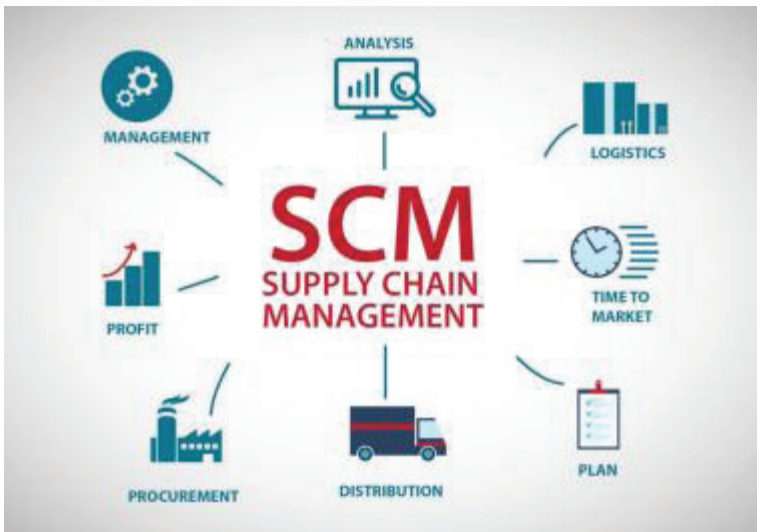 ANALYSIS
MANAGEMENT
LOGISTICS
SCM
SUPPLY CHAIN
MANAGEMENT
PROFIT
TIME TO
MARKET
PROCUREMENT
DISTRIBUTION
PLAN